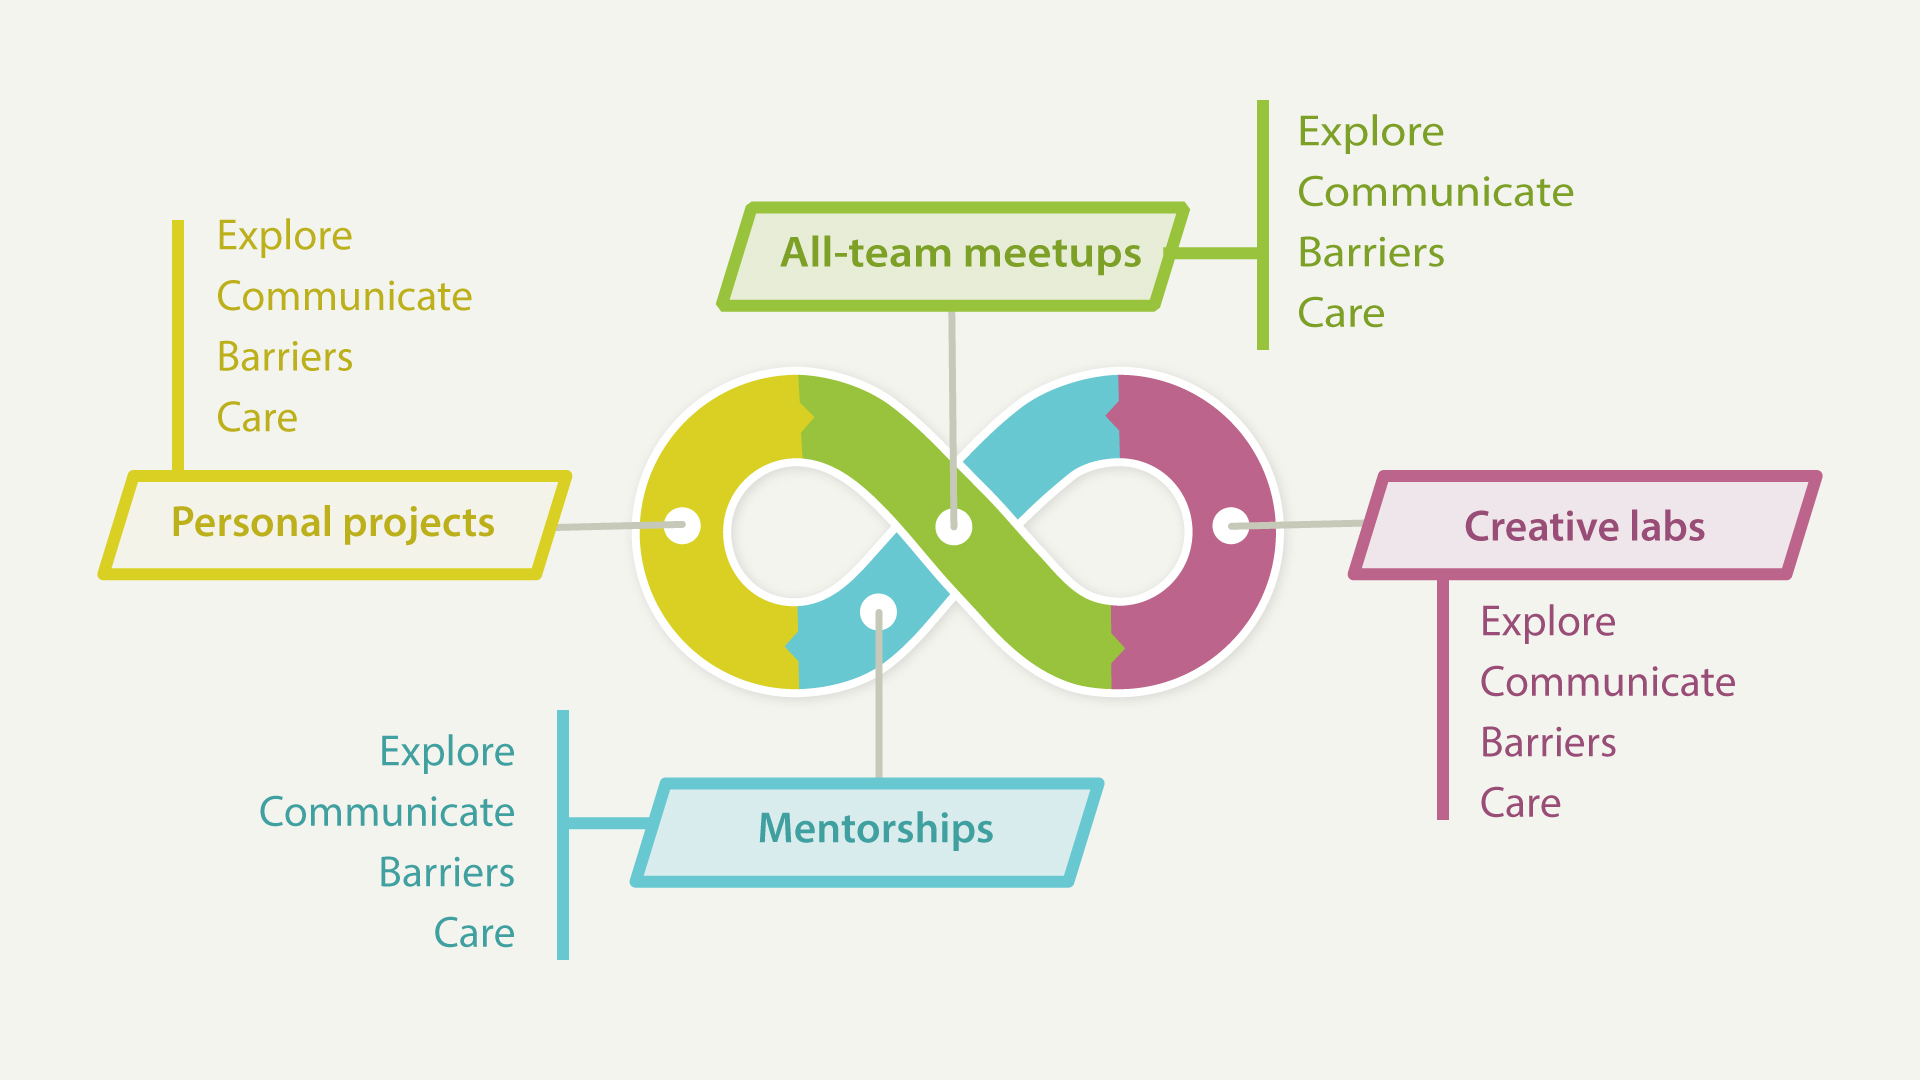 Explore
Communicate
Barriers
Care
Personal projects
All-team meetups
Explore
Communicate
Barriers
Care
Explore
Communicate
Barriers
Care
Mentorships
Creative labs
Explore
Communicate
Barriers
Care